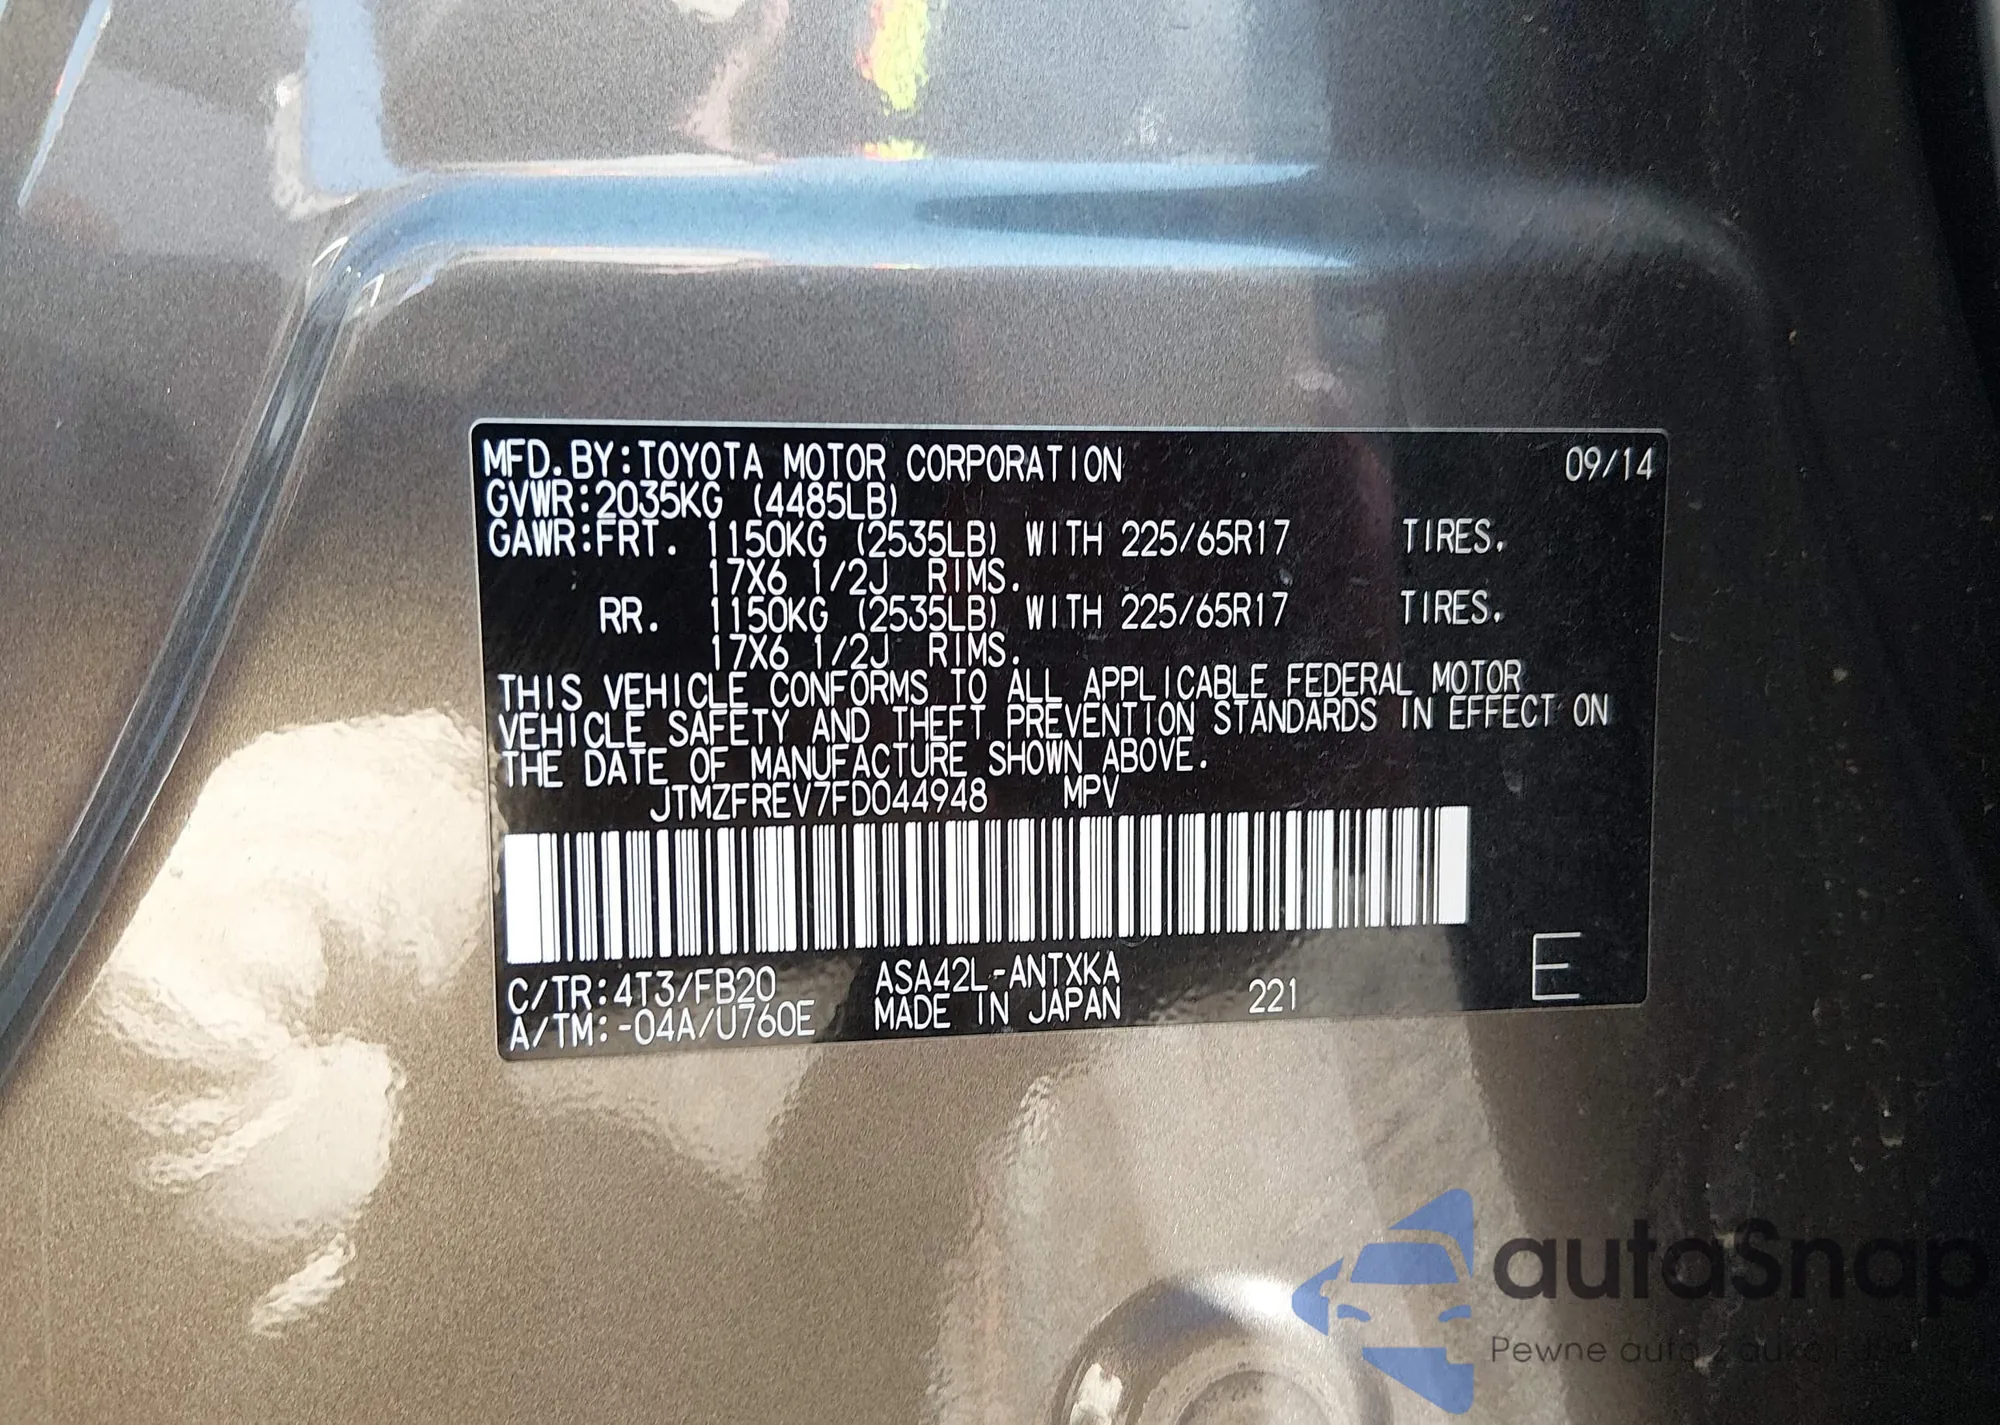 MFD.BY:TOYOTA MOTOR CORPORATION 09/14
GVWR:2035KG (4485LB)
GAWR:FRT. 1150KG (2535LB) WITH 225/65R17 TIRES.
17X6 1/2J RIMS.
RR. 1150KG (2535LB) WITH 225/65R17 TIRES.
17X6 1/2J RIMS.
THIS VEHICLE CONFORMS TO ALL APPLICABLE FEDERAL MOTOR
VEHICLE SAFETY AND THEFT PREVENTION STANDARDS IN EFFECT ON
THE DATE OF MANUFACTURE SHOWN ABOVE.
JTMZFREV7FD044948 MPV
C/TR:4T3/FB20 ASA42L-ANTXKA
A/TM:-04A/U760E MADE IN JAPAN 221 E
autaSnap
Pewne auta z